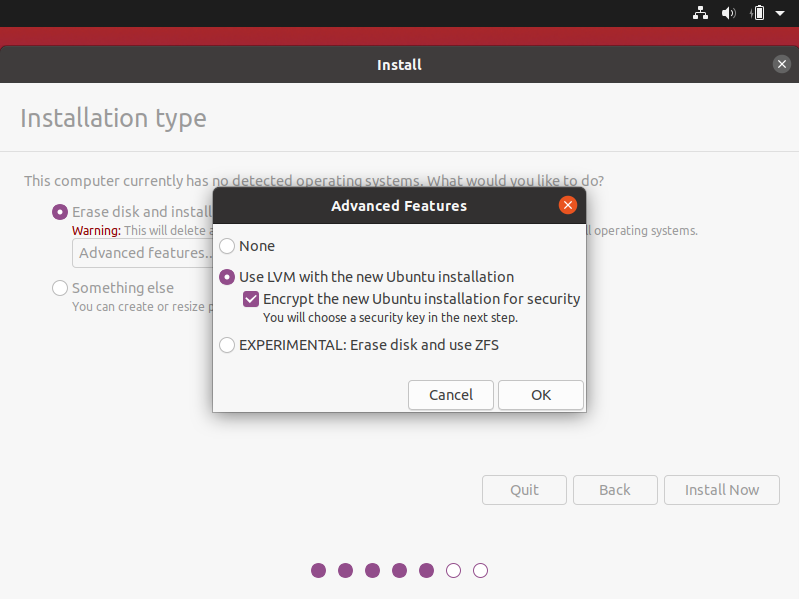 Install
Installation type
This computer currently has no detected operating systems. What would you like to do?
Erase disk and install
Warning: This will delete
l operating systems.
Advanced features..
Something else
You can create or resize
Advanced Features
None
Use LVM with the new Ubuntu installation
Encrypt the new Ubuntu installation for security
You will choose a security key in the next step.
EXPERIMENTAL: Erase disk and use ZFS
Cancel
OK
Quit
Back
Install Now